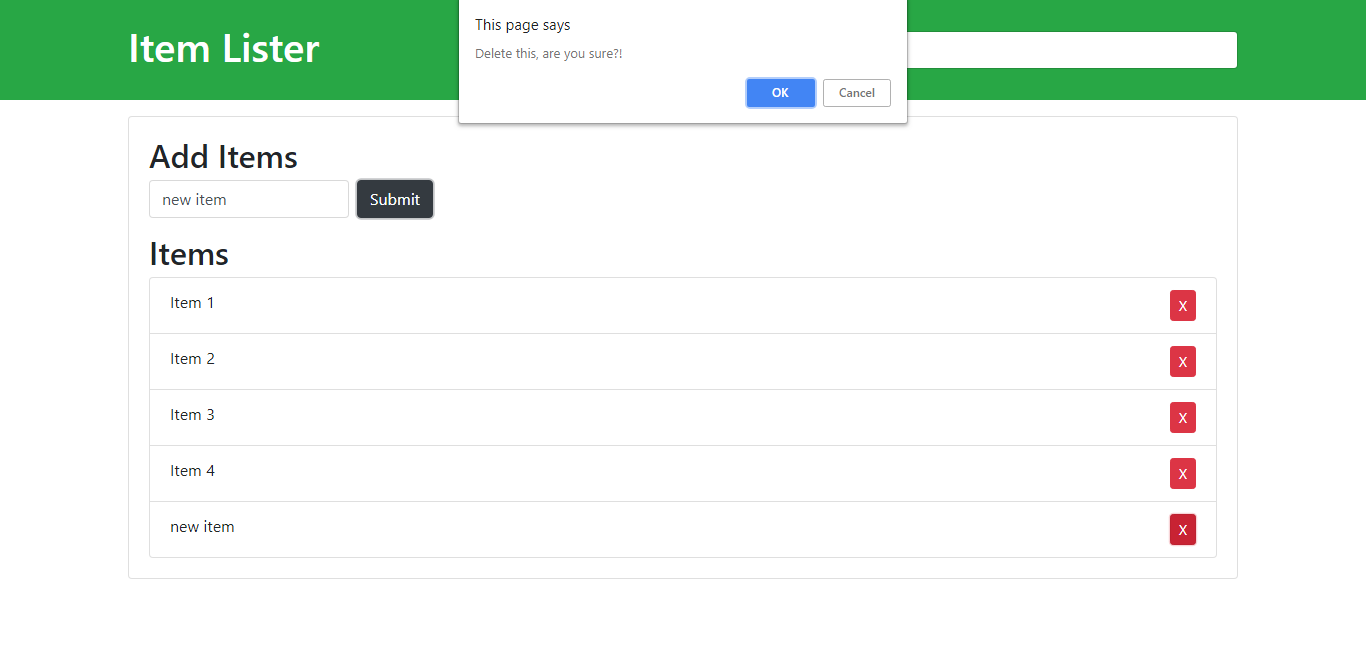 Item Lister
This page says
Delete this, are you sure?!
OK Cancel
Add Items
new item Submit
Items
Item 1 X
Item 2 X
Item 3 X
Item 4 X
new item X